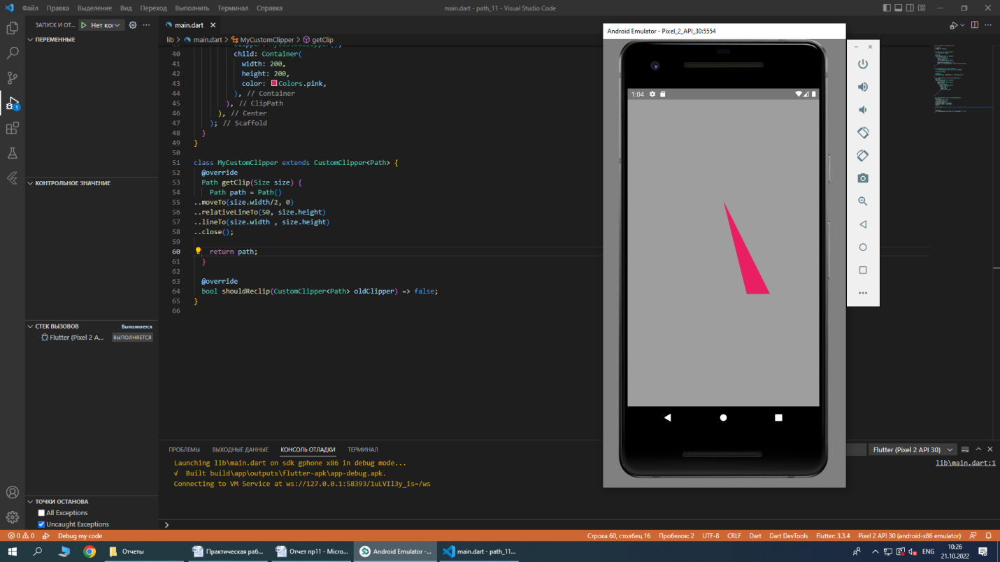 Файл Правка Выделение Вид Переход Выполнить Терминал Справка
main.dart - path_11 - Visual Studio Code
ЗАПУСК И ОТ... Нет ко
main.dart
lib > main.dart > MyCustomClipper > getClip
ПЕРЕМЕННЫЕ
40 child: Container(
41 width: 200,
42 height: 200,
43 color: Colors.pink,
44 ), // Container
45 ), // ClipPath
46 ), // Center
47 ); // Scaffold
48 }
49 }
50
51 class MyCustomClipper extends CustomClipper<Path> {
52 @override
53 Path getClip(Size size) {
54 Path path = Path()
55 ..moveTo(size.width/2, 0)
56 ..relativeLineTo(50, size.height)
57 ..lineTo(size.width , size.height)
58 ..close();
59
60 return path;
61 }
62
63 @override
64 bool shouldReclip(CustomClipper<Path> oldClipper) => false;
65 }
66
КОНТРОЛЬНОЕ ЗНАЧЕНИЕ
СТЕК ВЫЗОВОВ Выполняется
Flutter (Pixel 2 A... ВЫПОЛНЯЕТСЯ
ТОЧКИ ОСТАНОВА
All Exceptions
Uncaught Exceptions
1
Android Emulator - Pixel_2_API_30:5554
1:04
ПРОБЛЕМЫ ВЫХОДНЫЕ ДАННЫЕ КОНСОЛЬ ОТЛАДКИ ТЕРМИНАЛ
Flutter (Pixel 2 API 30)
Launching lib\main.dart on sdk gphone x86 in debug mode...
lib\main.dart:1
√ Built build\app\outputs\flutter-apk\app-debug.apk.
Connecting to VM Service at ws://127.0.0.1:58393/1uLVIl3y_is=/ws
0 0 Debug my code
Строка 60, столбец 16 Пробелов: 2 UTF-8 CRLF Dart Dart DevTools Flutter: 3.3.4 Pixel 2 API 30 (android-x86 emulator)
Отчеты
Практическая раб...
Отчет пр11 - Micro...
Android Emulator -...
main.dart - path_11...
ENG
10:26
21.10.2022